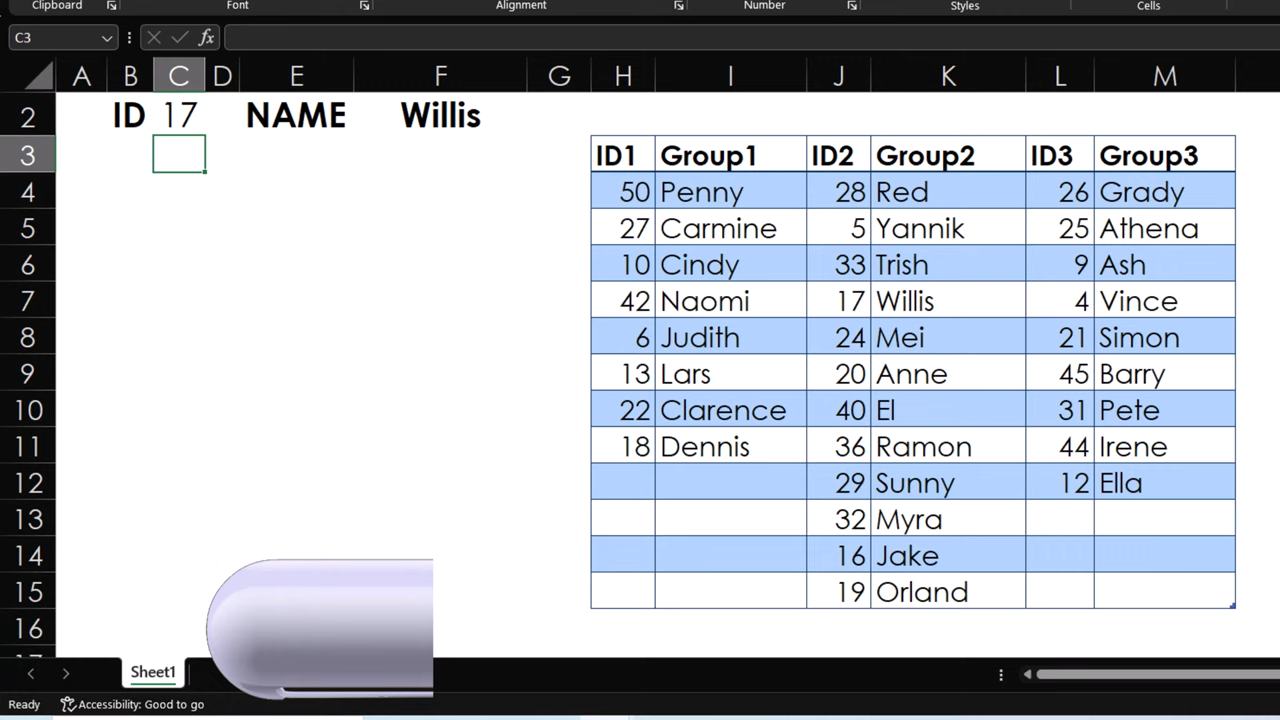 Clipboard Font Alignment Number Styles Cells
C3 fx
A B C D E F G H I J K L M
2 ID 17 NAME Willis
3 ID1 Group1 ID2 Group2 ID3 Group3
4 50 Penny 28 Red 26 Grady
5 27 Carmine 5 Yannik 25 Athena
6 10 Cindy 33 Trish 9 Ash
7 42 Naomi 17 Willis 4 Vince
8 6 Judith 24 Mei 21 Simon
9 13 Lars 20 Anne 45 Barry
10 22 Clarence 40 El 31 Pete
11 18 Dennis 36 Ramon 44 Irene
12 29 Sunny 12 Ella
13 32 Myra
14 16 Jake
15 19 Orland
16
Sheet1
Ready Accessibility: Good to go